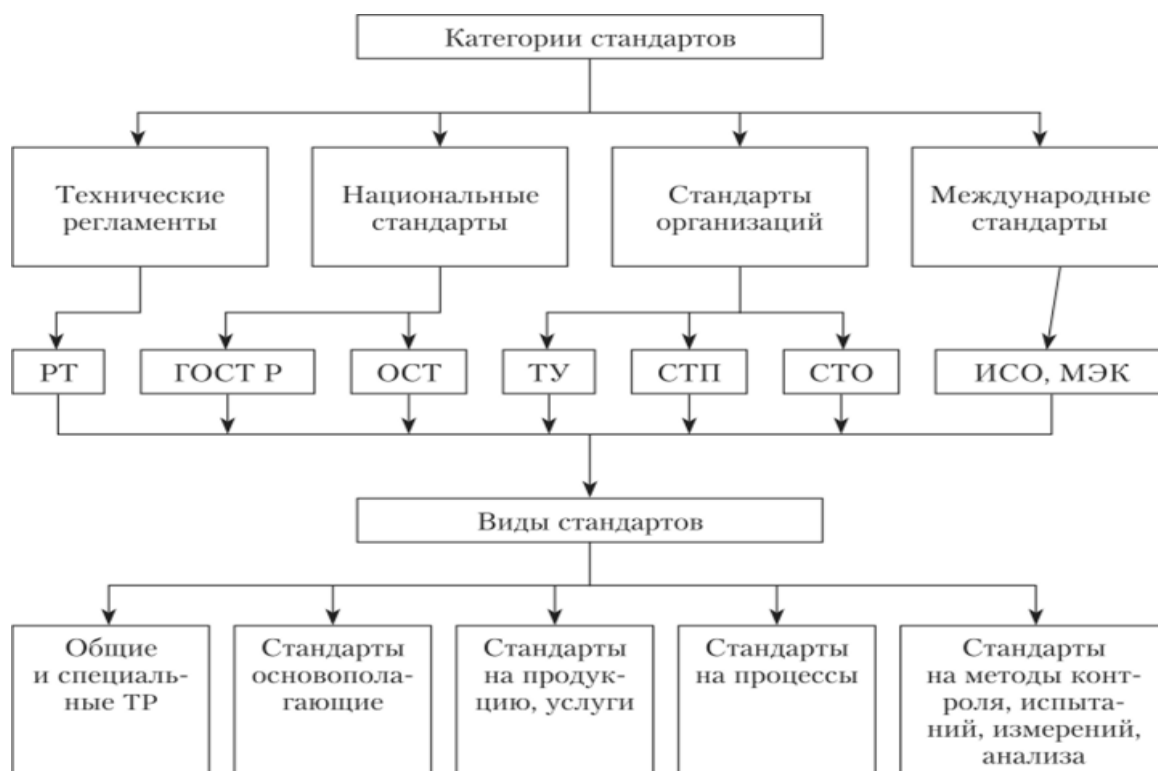 Категории стандартов
Технические
регламенты
Национальные
стандарты
Стандарты
организаций
Международные
стандарты
РТ
ГОСТ Р
ОСТ
ТУ
СТП
СТО
ИСО, МЭК
Виды стандартов
Общие
и специаль-
ные ТР
Стандарты
основопола-
гающие
Стандарты
на продук-
цию, услуги
Стандарты
на процессы
Стандарты
на методы конт-
роля, испыта-
ний, измерений,
анализа